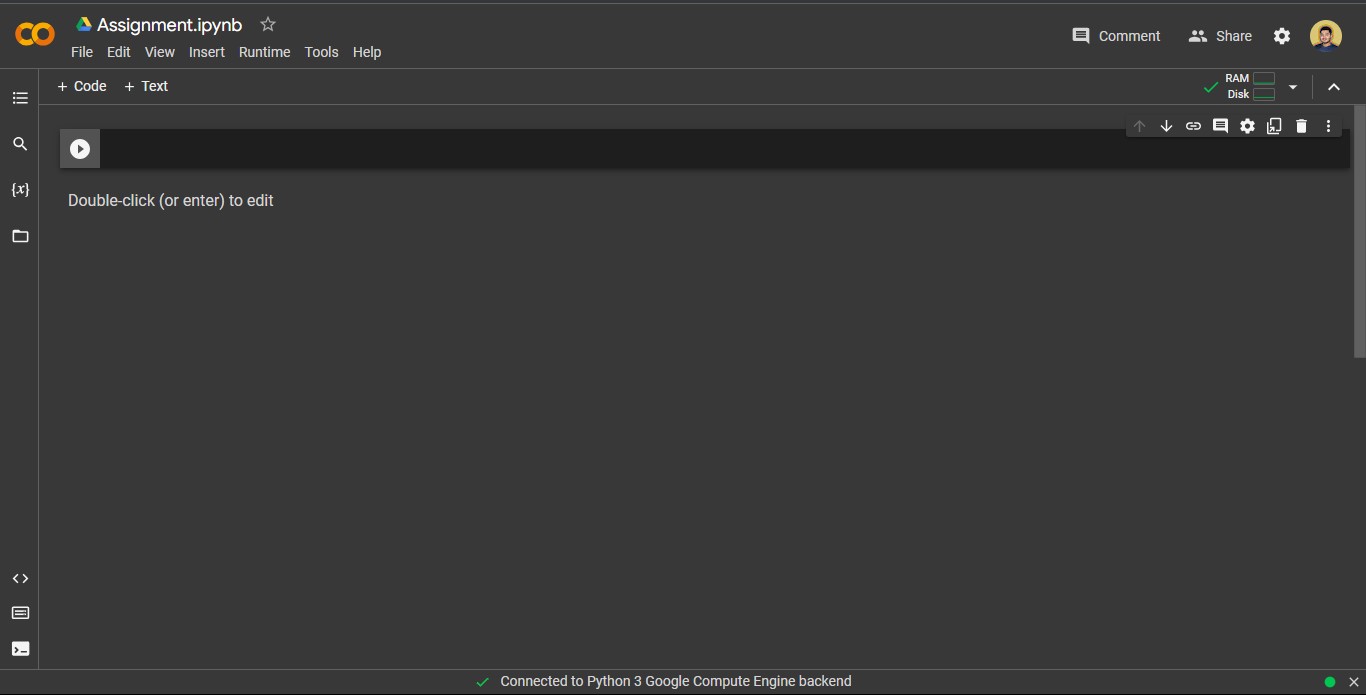 Assignment.ipynb
File Edit View Insert Runtime Tools Help
Comment Share
+ Code + Text
RAM
Disk
{x}
Double-click (or enter) to edit
Connected to Python 3 Google Compute Engine backend